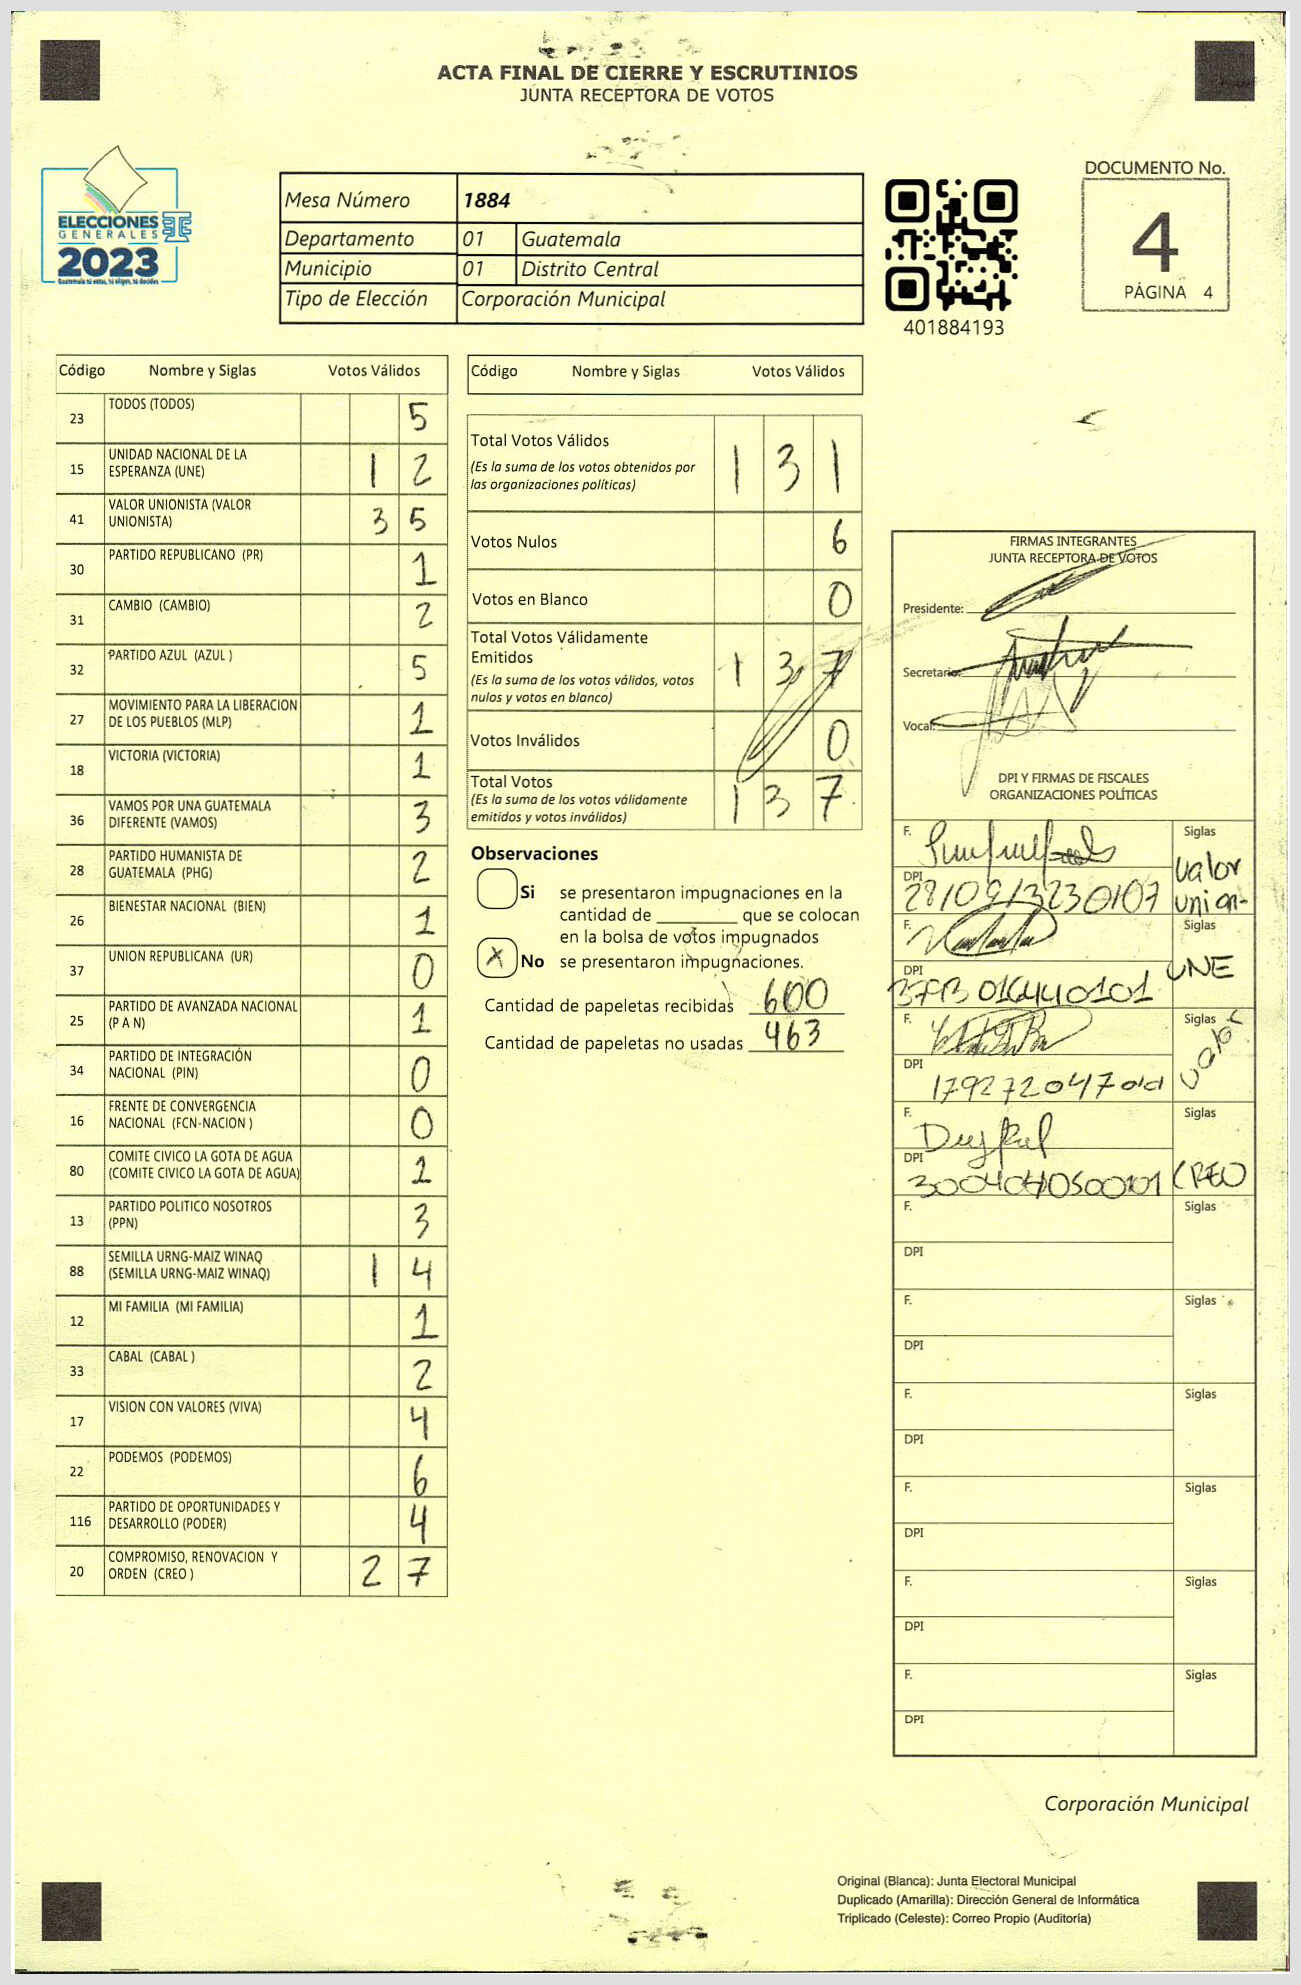 ACTA FINAL DE CIERRE Y ESCRUTINIOS
JUNTA RECEPTORA DE VOTOS
ELECCIONES
GENERALES
2023
Guatemala tú votas, tú eliges, tú decides
Mesa Número 1884
Departamento 01 Guatemala
Municipio 01 Distrito Central
Tipo de Elección Corporación Municipal
401884193
DOCUMENTO No.
4
PÁGINA 4
Código Nombre y Siglas Votos Válidos
23 TODOS (TODOS) 5
15 UNIDAD NACIONAL DE LA
ESPERANZA (UNE) 1 2
41 VALOR UNIONISTA (VALOR
UNIONISTA) 3 5
30 PARTIDO REPUBLICANO (PR) 1
31 CAMBIO (CAMBIO) 2
32 PARTIDO AZUL (AZUL ) 5
27 MOVIMIENTO PARA LA LIBERACION
DE LOS PUEBLOS (MLP) 1
18 VICTORIA (VICTORIA) 1
36 VAMOS POR UNA GUATEMALA
DIFERENTE (VAMOS) 3
28 PARTIDO HUMANISTA DE
GUATEMALA (PHG) 2
26 BIENESTAR NACIONAL (BIEN) 1
37 UNION REPUBLICANA (UR) 0
25 PARTIDO DE AVANZADA NACIONAL
(P A N) 1
34 PARTIDO DE INTEGRACIÓN
NACIONAL (PIN) 0
16 FRENTE DE CONVERGENCIA
NACIONAL (FCN-NACION ) 0
80 COMITE CIVICO LA GOTA DE AGUA
(COMITE CIVICO LA GOTA DE AGUA) 1
13 PARTIDO POLITICO NOSOTROS
(PPN) 3
88 SEMILLA URNG-MAIZ WINAQ
(SEMILLA URNG-MAIZ WINAQ) 1 4
12 MI FAMILIA (MI FAMILIA) 1
33 CABAL (CABAL ) 2
17 VISION CON VALORES (VIVA) 4
22 PODEMOS (PODEMOS) 6
116 PARTIDO DE OPORTUNIDADES Y
DESARROLLO (PODER) 4
20 COMPROMISO, RENOVACION Y
ORDEN (CREO ) 2 7
Código Nombre y Siglas Votos Válidos
Total Votos Válidos 1 3 1
(Es la suma de los votos obtenidos por
las organizaciones políticas)
Votos Nulos 6
Votos en Blanco 0
Total Votos Válidamente
Emitidos 1 3 7
(Es la suma de los votos válidos, votos
nulos y votos en blanco)
Votos Inválidos 0
Total Votos 1 3 7
(Es la suma de los votos válidamente
emitidos y votos inválidos)
Observaciones
Si se presentaron impugnaciones en la
cantidad de ________ que se colocan
en la bolsa de votos impugnados
X No se presentaron impugnaciones.
Cantidad de papeletas recibidas 600
Cantidad de papeletas no usadas 463
FIRMAS INTEGRANTES
JUNTA RECEPTORA DE VOTOS
Presidente:
Secretario:
Vocal:
DPI Y FIRMAS DE FISCALES
ORGANIZACIONES POLÍTICAS
F. Siglas
valor
DPI union-
F. Siglas
DPI UNE
F. Siglas
valor
DPI
F. Siglas
DPI CREO
F. Siglas
DPI
F. Siglas
DPI
F. Siglas
DPI
F. Siglas
DPI
F. Siglas
DPI
F. Siglas
DPI
Corporación Municipal
Original (Blanca): Junta Electoral Municipal
Duplicado (Amarilla): Dirección General de Informática
Triplicado (Celeste): Correo Propio (Auditoría)